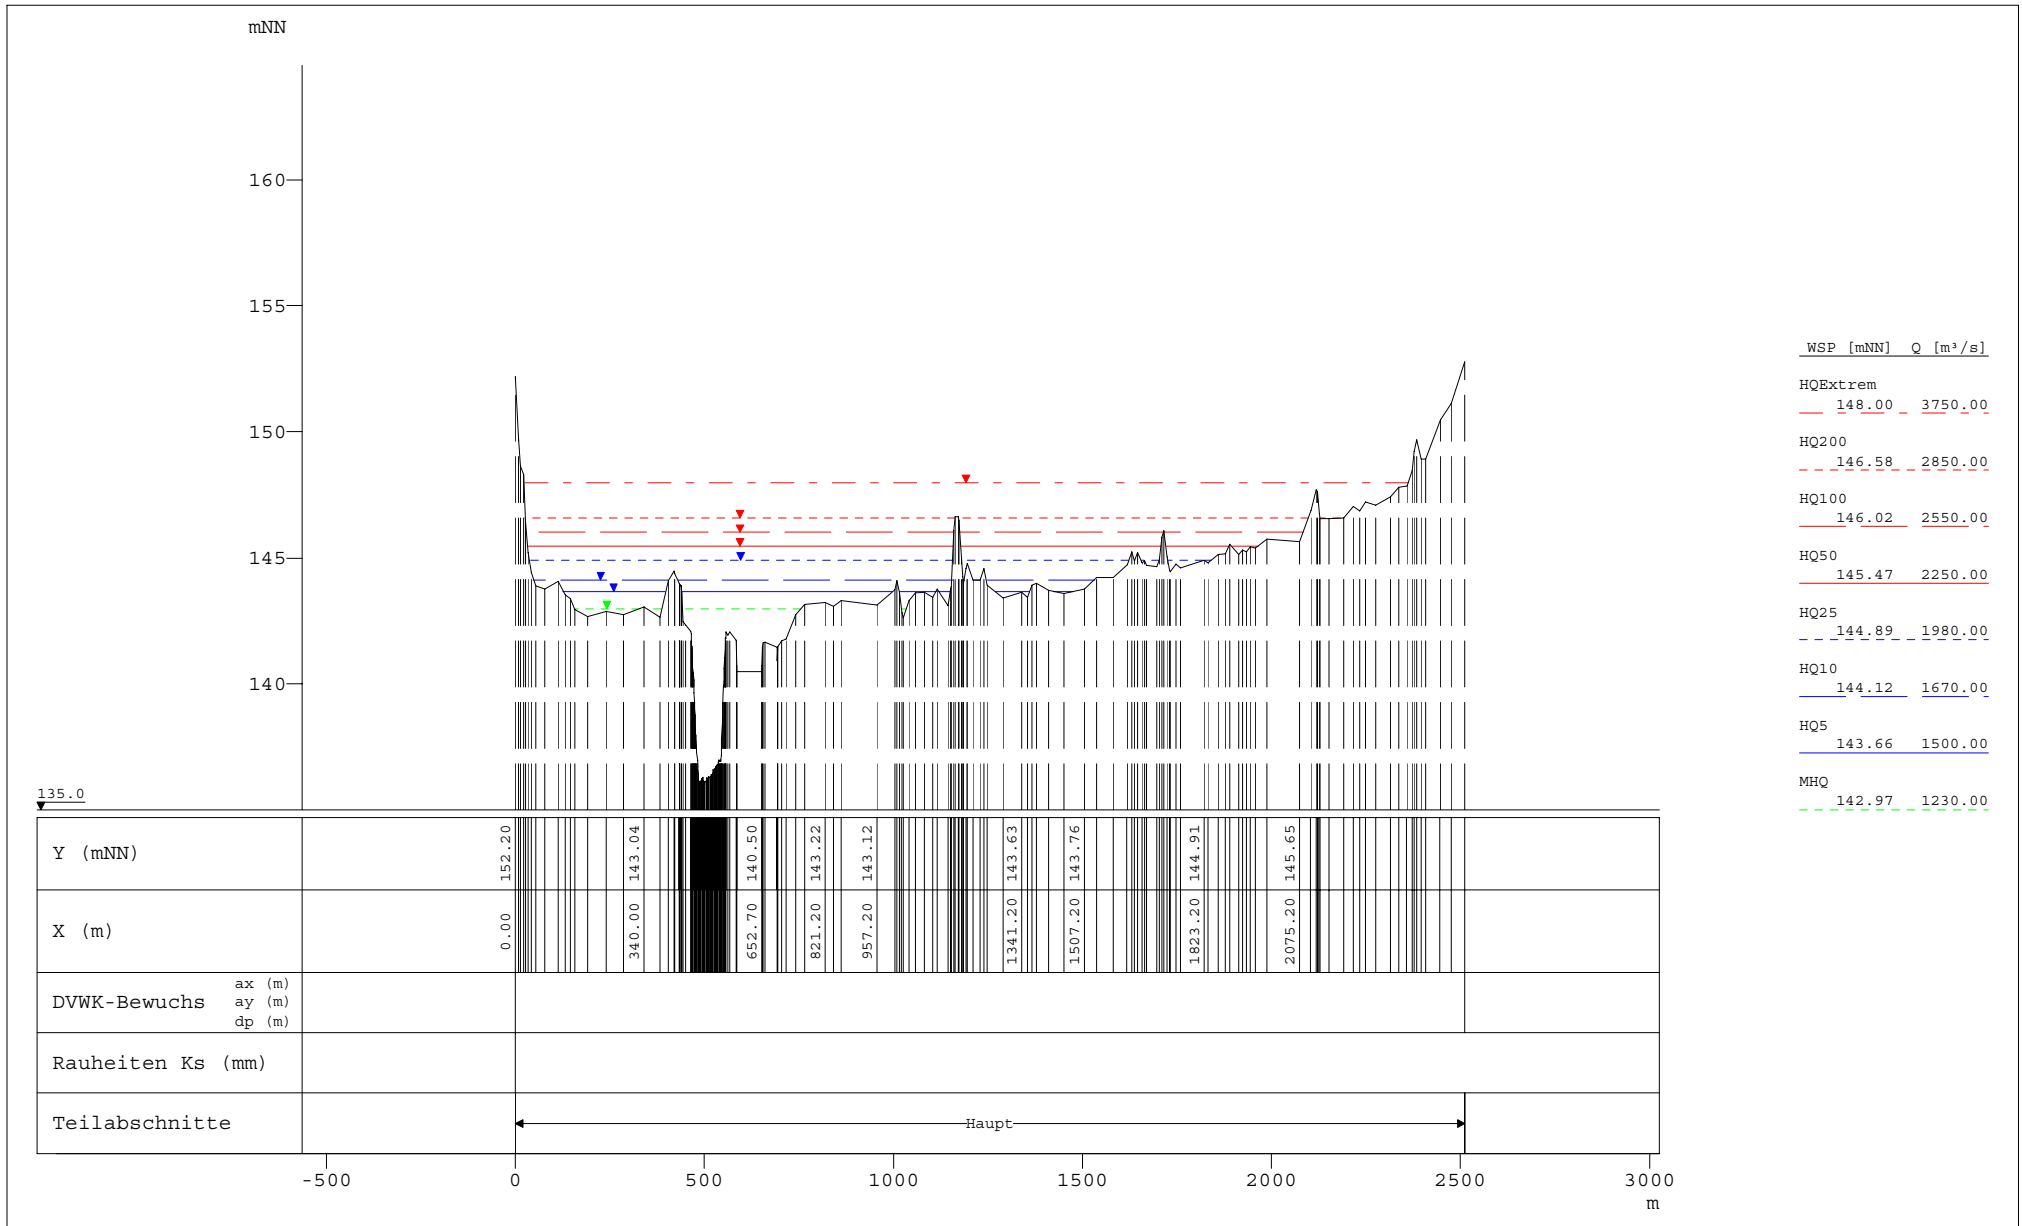 mNN
160
155
150
145
140
135.0
WSP [mNN] Q [m³/s]
HQExtrem
148.00 3750.00
HQ200
146.58 2850.00
HQ100
146.02 2550.00
HQ50
145.47 2250.00
HQ25
144.89 1980.00
HQ10
144.12 1670.00
HQ5
143.66 1500.00
MHQ
142.97 1230.00
Y (mNN)
152.20 143.04 140.50 143.22 143.12 143.63 143.76 144.91 145.65
X (m)
0.00 340.00 652.70 821.20 957.20 1341.20 1507.20 1823.20 2075.20
DVWK-Bewuchs
ax (m)
ay (m)
dp (m)
Rauheiten Ks (mm)
Teilabschnitte
Haupt
-500 0 500 1000 1500 2000 2500 3000
m